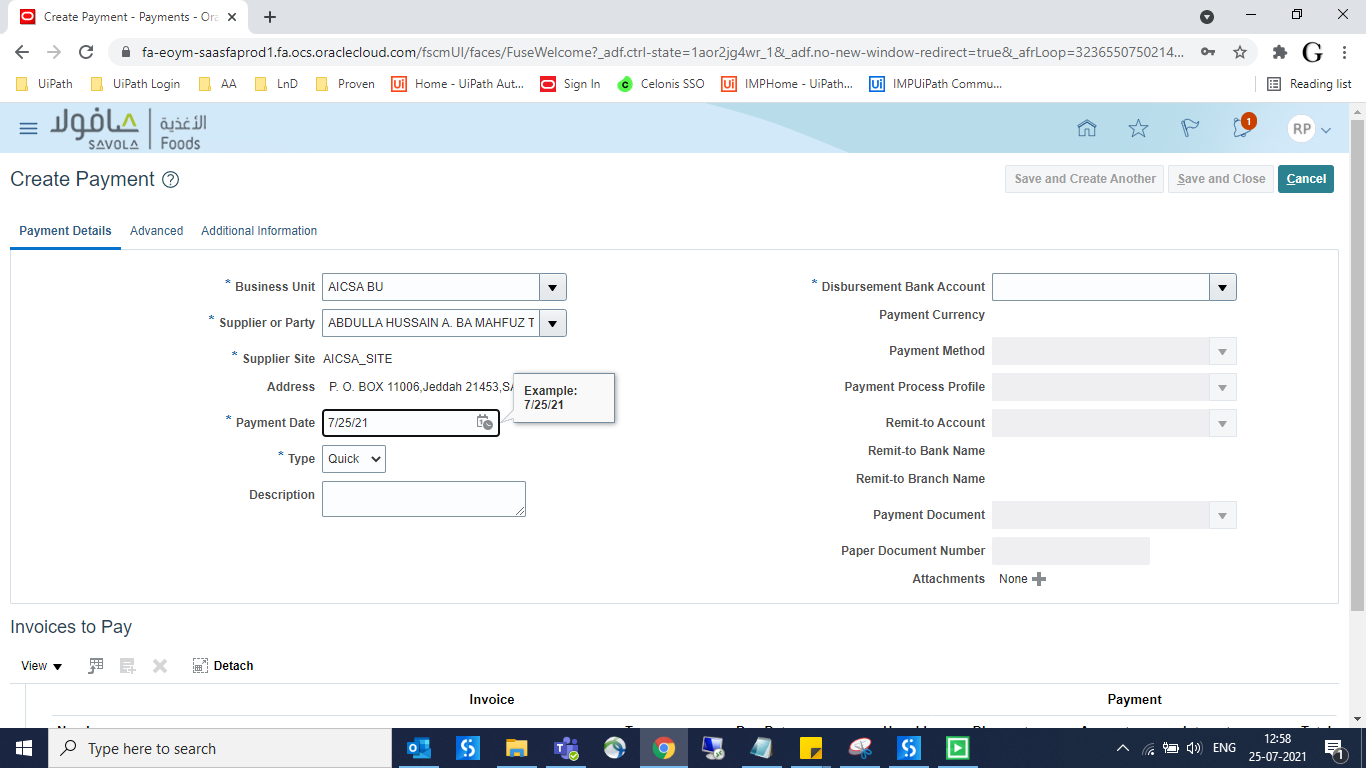 Create Payment - Payments - Ora
fa-eoym-saasfaprod1.fa.ocs.oraclecloud.com/fscmUI/faces/FuseWelcome?_adf.ctrl-state=1aor2jg4wr_1&_adf.no-new-window-redirect=true&_afrLoop=3236550750214...
UiPath UiPath Login AA LnD Proven Home - UiPath Aut... Sign In Celonis SSO IMPHome - UiPath... IMPUiPath Commu... Reading list
صافولا الأغذية
SAVOLA Foods
1
RP
Create Payment
Save and Create Another Save and Close Cancel
Payment Details Advanced Additional Information
* Business Unit AICSA BU
* Supplier or Party ABDULLA HUSSAIN A. BA MAHFUZ T
* Supplier Site AICSA_SITE
Address P. O. BOX 11006,Jeddah 21453,SA
* Payment Date 7/25/21
Example:
7/25/21
* Type Quick
Description
* Disbursement Bank Account
Payment Currency
Payment Method
Payment Process Profile
Remit-to Account
Remit-to Bank Name
Remit-to Branch Name
Payment Document
Paper Document Number
Attachments None
Invoices to Pay
View Detach
Invoice Payment
Type here to search
ENG
12:58
25-07-2021
1